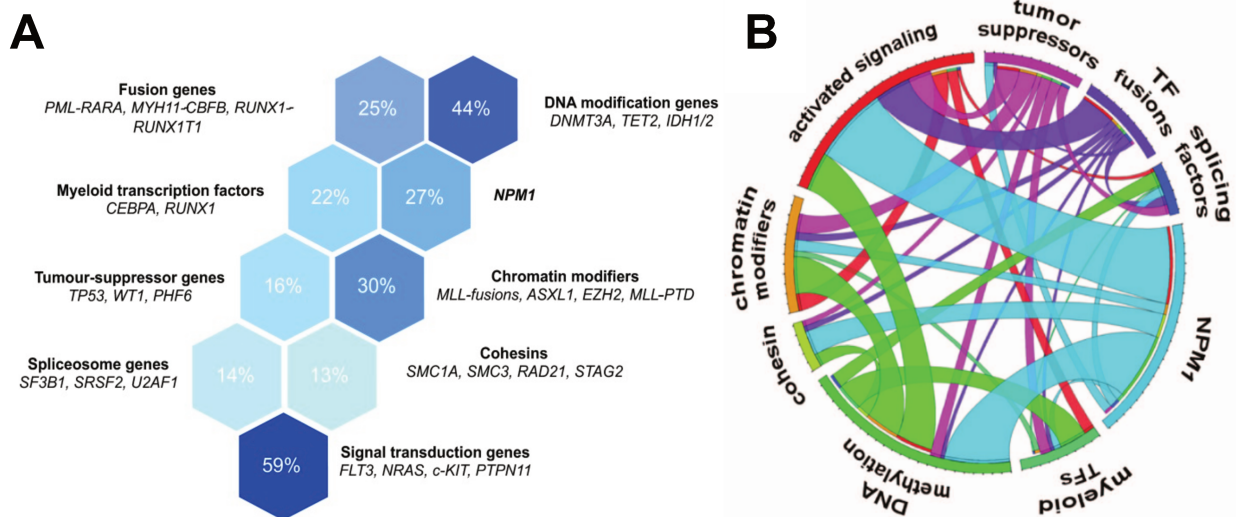 A
Fusion genes
PML-RARA, MYH11-CBFB, RUNX1-
RUNX1T1
25%
44%
DNA modification genes
DNMT3A, TET2, IDH1/2
Myeloid transcription factors
CEBPA, RUNX1
22%
27%
NPM1
Tumour-suppressor genes
TP53, WT1, PHF6
16%
30%
Chromatin modifiers
MLL-fusions, ASXL1, EZH2, MLL-PTD
Spliceosome genes
SF3B1, SRSF2, U2AF1
14%
13%
Cohesins
SMC1A, SMC3, RAD21, STAG2
59%
Signal transduction genes
FLT3, NRAS, c-KIT, PTPN11
B
activated signaling
tumor
suppressors
TF
fusions
splicing
factors
NPM1
myeloid
TFs
DNA
methylation
cohesin
chromatin
modifiers